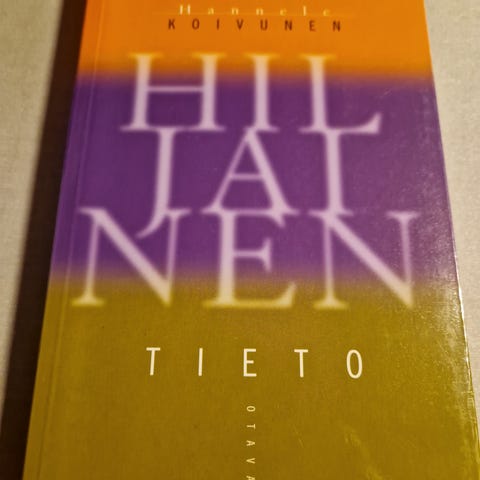 Hannele
KOIVUNEN
HIL
JAI
NEN
TIETO
OTAVA